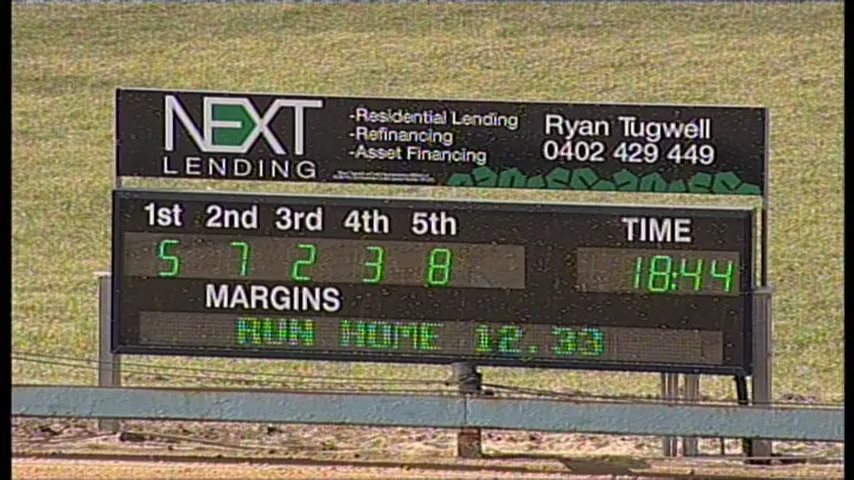 NEXT
LENDING
-Residential Lending
-Refinancing
-Asset Financing
Ryan Tugwell
0402 429 449
1st 2nd 3rd 4th 5th
5 7 2 3 8
TIME
18:44
MARGINS
RUN HOME 12.33